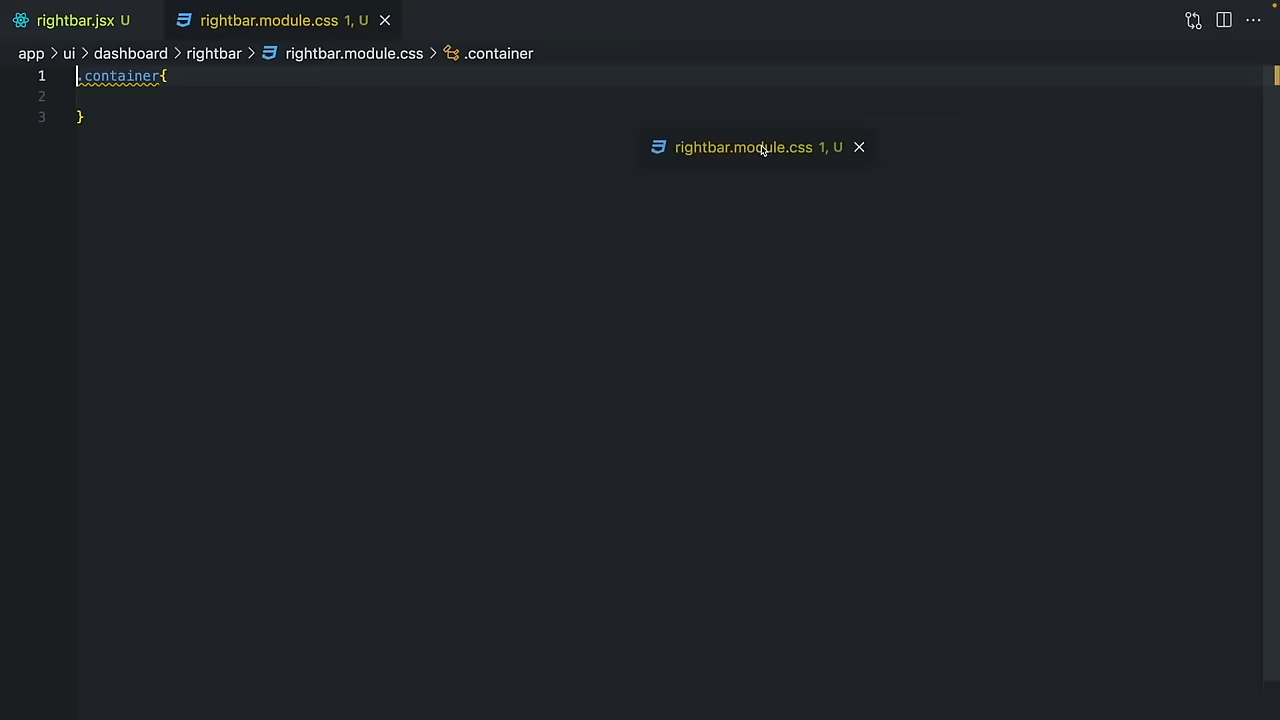 rightbar.jsx U
rightbar.module.css 1, U
app > ui > dashboard > rightbar > rightbar.module.css > .container
1 .container{
2
3 }
rightbar.module.css 1, U